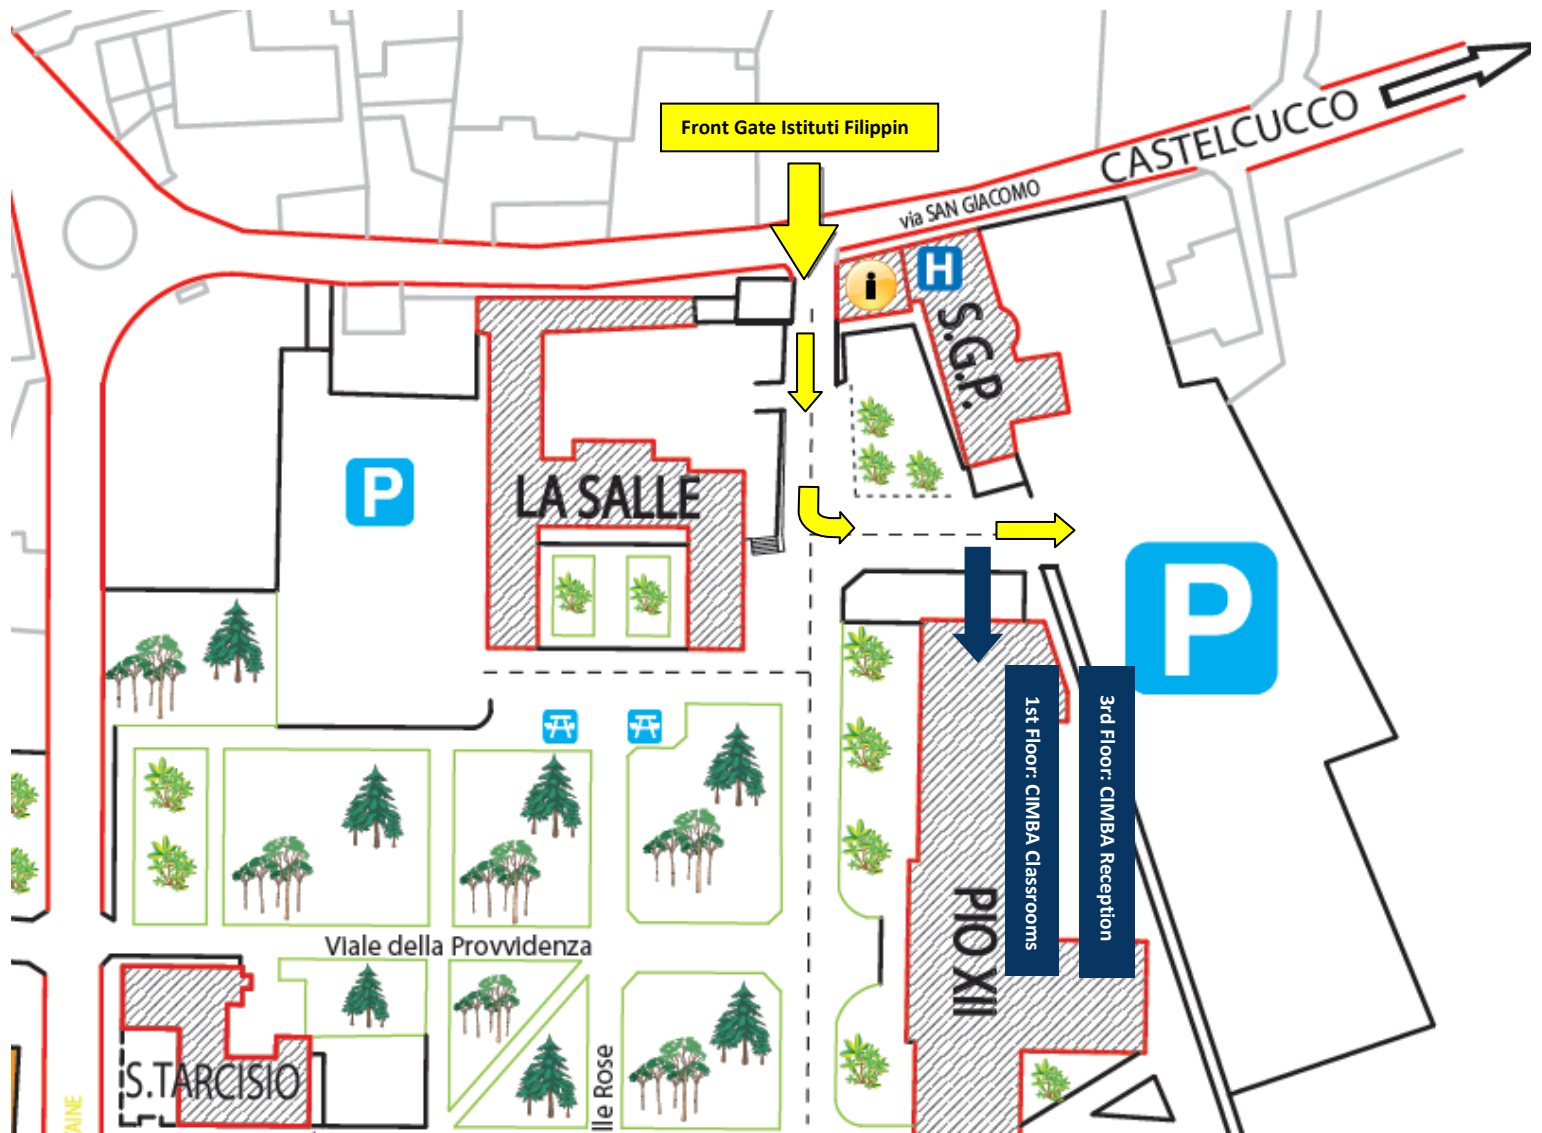 Front Gate Istituti Filippin
CASTELCUCCO
via SAN GIACOMO
H
i
S.G.P.
P
LA SALLE
P
1st Floor: CIMBA Classrooms
3rd Floor: CIMBA Reception
PIO XII
Viale della Provvidenza
S.TARCISIO
lle Rose